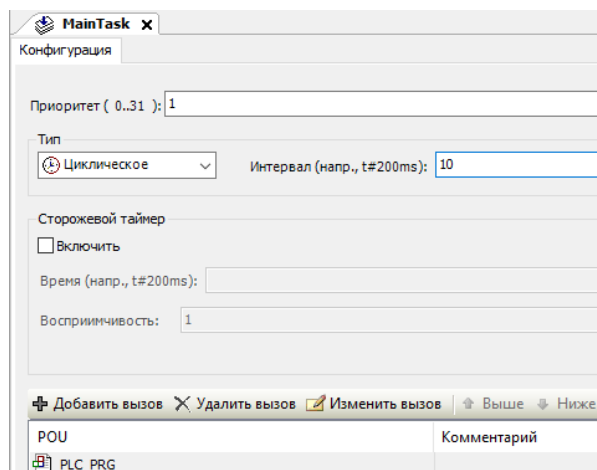 MainTask x
Конфигурация
Приоритет ( 0..31 ): 1
Тип
Циклическое Интервал (напр., t#200ms): 10
Сторожевой таймер
Включить
Время (напр., t#200ms):
Восприимчивость: 1
Добавить вызов Удалить вызов Изменить вызов Выше Ниже
POU Комментарий
PLC_PRG